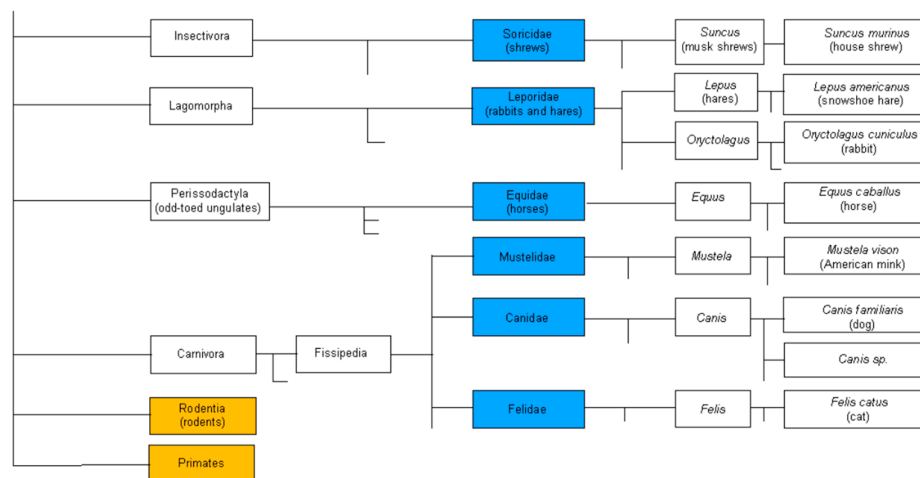 Insectivora
Soricidae
(shrews)
Suncus
(musk shrews)
Suncus murinus
(house shrew)
Lagomorpha
Leporidae
(rabbits and hares)
Lepus
(hares)
Lepus americanus
(snowshoe hare)
Oryctolagus
Oryctolagus cuniculus
(rabbit)
Perissodactyla
(odd-toed ungulates)
Equidae
(horses)
Equus
Equus caballus
(horse)
Mustelidae
Mustela
Mustela vison
(American mink)
Canidae
Canis
Canis familiaris
(dog)
Carnivora
Fissipedia
Canis sp.
Rodentia
(rodents)
Felidae
Felis
Felis catus
(cat)
Primates